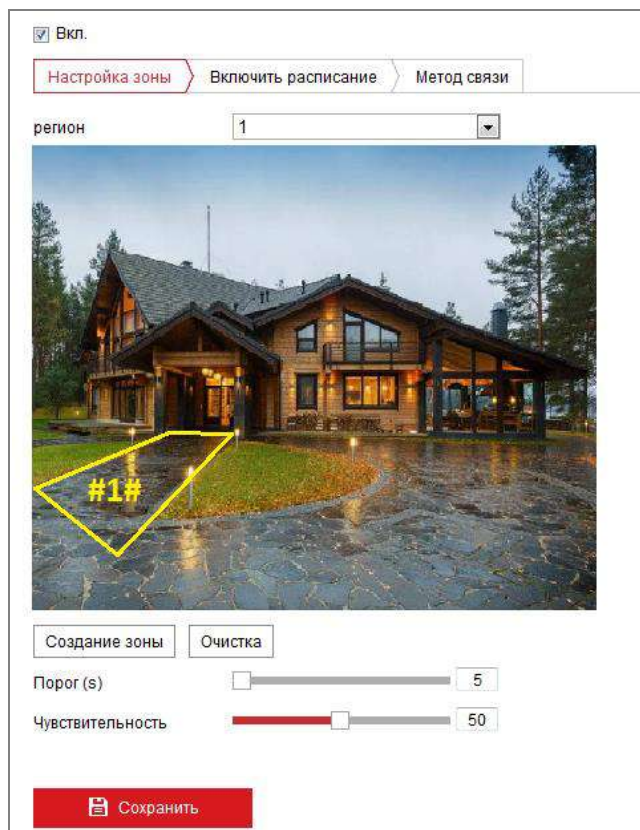 Вкл.
Настройка зоны Включить расписание Метод связи
регион 1
#1#
Создание зоны Очистка
Порог (s) 5
Чувствительность 50
Сохранить